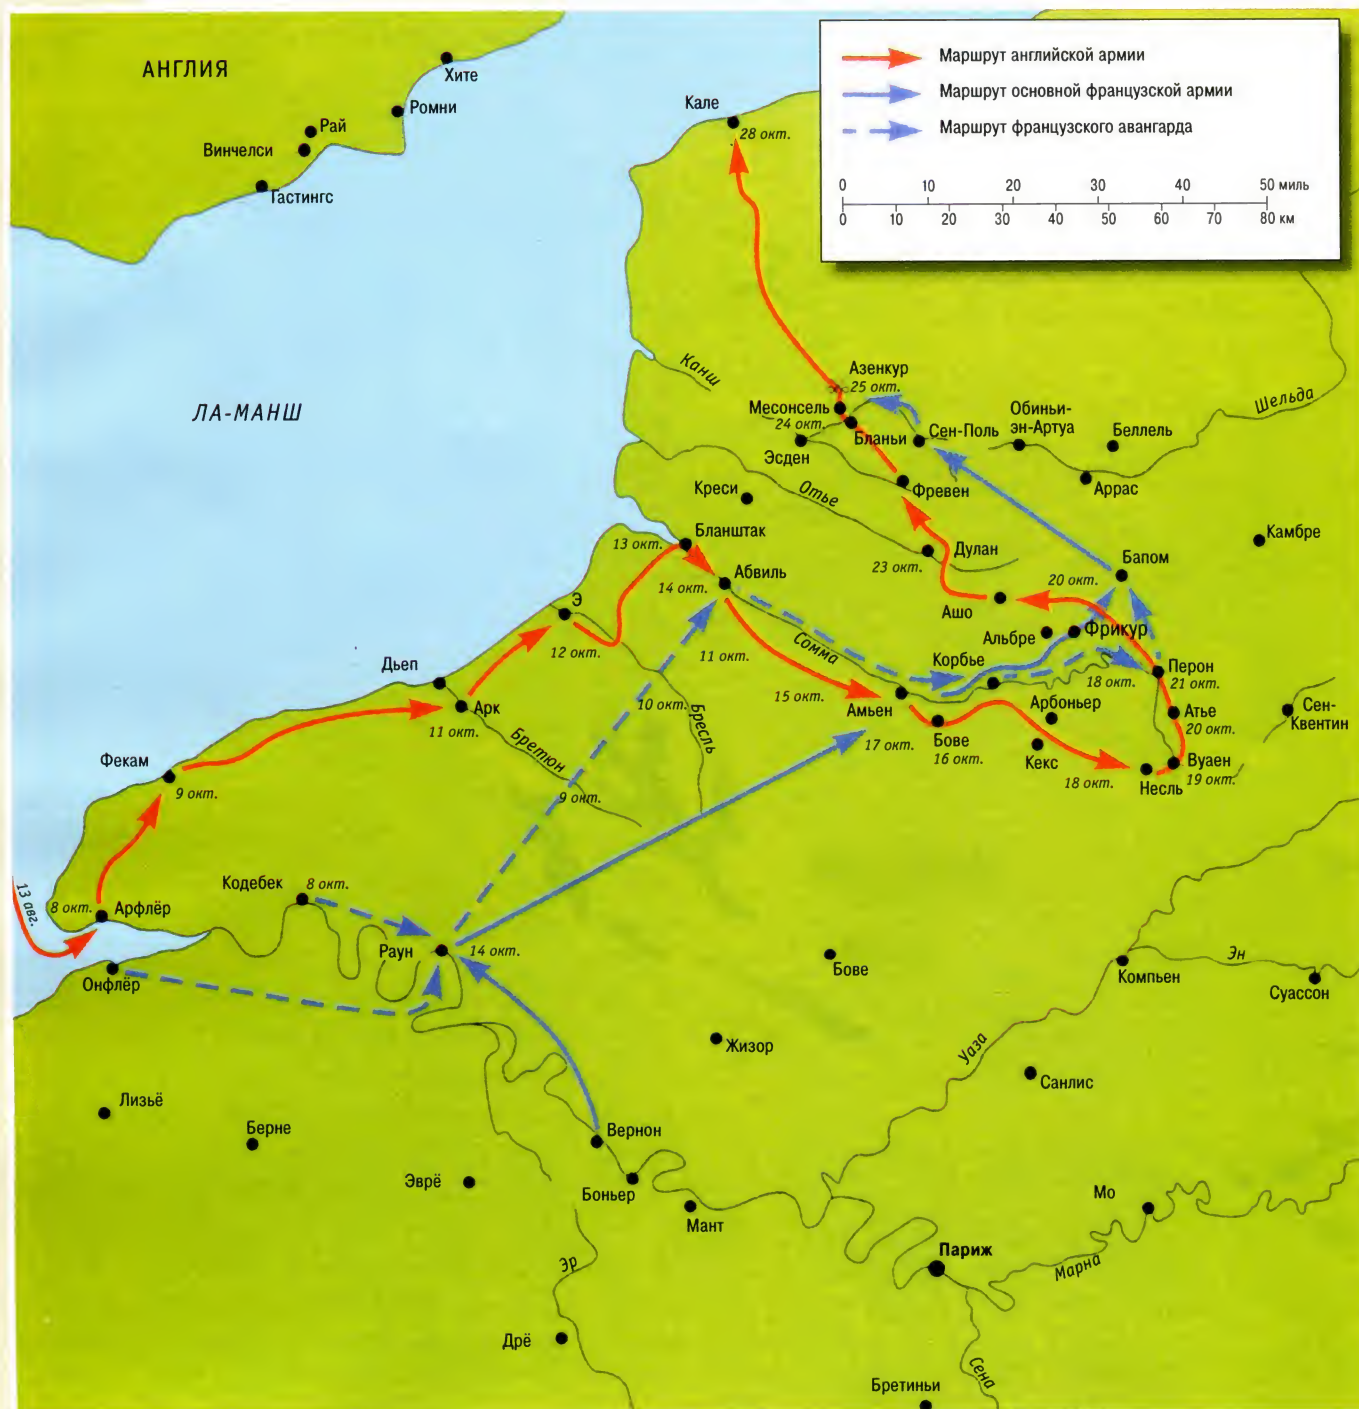 АНГЛИЯ
Хите
Ромни
Рай
Винчелси
Гастингс
Маршрут английской армии
Маршрут основной французской армии
Маршрут французского авангарда
0 10 20 30 40 50 миль
0 10 20 30 40 50 60 70 80 км
Кале
28 окт.
ЛА-МАНШ
Канш
Азенкур
25 окт.
Месонсель
24 окт.
Бланьи
Эсден
Сен-Поль
Обиньи-
эн-Артуа
Беллель
Шельда
Аррас
Фревен
Креси
Отье
Камбре
Бланштак
13 окт.
Дулан
23 окт.
Абвиль
14 окт.
Бапом
20 окт.
Ашо
Э
12 окт.
Альбре
Фрикур
11 окт.
Сомма
Корбье
Дьеп
Перон
21 окт.
18 окт.
15 окт.
Амьен
10 окт.
Бресль
Арк
11 окт.
Арбоньер
Атье
20 окт.
Сен-
Квентин
Бретюн
17 окт.
Бове
16 окт.
Кекс
Вуаен
19 окт.
Фекам
9 окт.
18 окт.
Несль
9 окт.
Кодебек
8 окт.
13 авг.
8 окт.
Арфлёр
Раун
14 окт.
Бове
Эн
Компьен
Суассон
Онфлёр
Жизор
Уаза
Санлис
Лизьё
Берне
Вернон
Эврё
Боньер
Мант
Мо
Париж
Эр
Марна
Дрё
Сена
Бретиньи